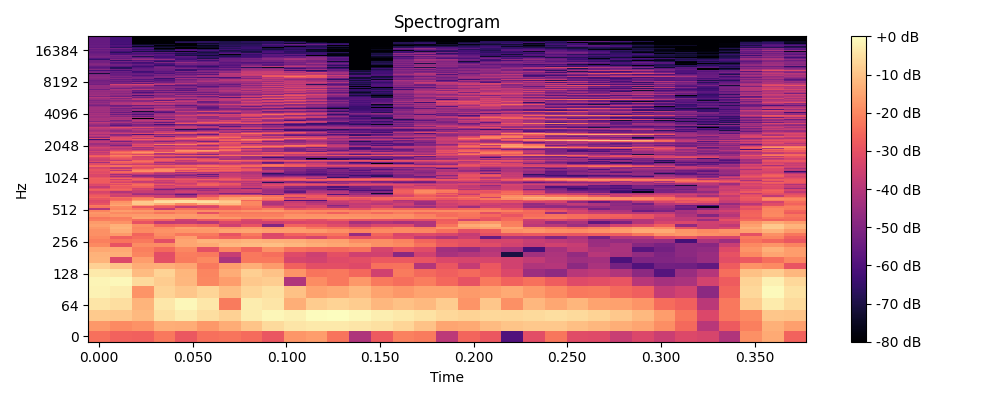 Spectrogram
16384
8192
4096
2048
1024
512
256
128
64
0
Hz
0.000
0.050
0.100
0.150
0.200
0.250
0.300
0.350
Time
+0 dB
-10 dB
-20 dB
-30 dB
-40 dB
-50 dB
-60 dB
-70 dB
-80 dB